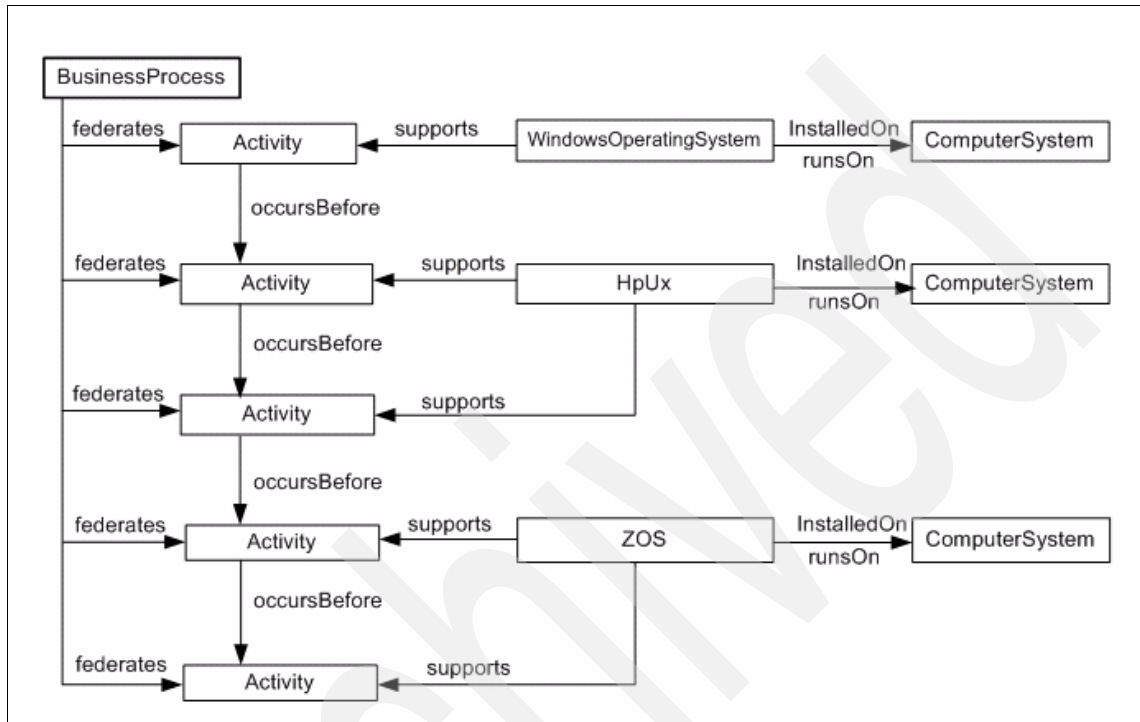 BusinessProcess
federates
Activity
supports
WindowsOperatingSystem
InstalledOn
runsOn
ComputerSystem
occursBefore
federates
Activity
supports
HpUx
InstalledOn
runsOn
ComputerSystem
occursBefore
federates
Activity
supports
occursBefore
federates
Activity
supports
ZOS
InstalledOn
runsOn
ComputerSystem
occursBefore
federates
Activity
supports